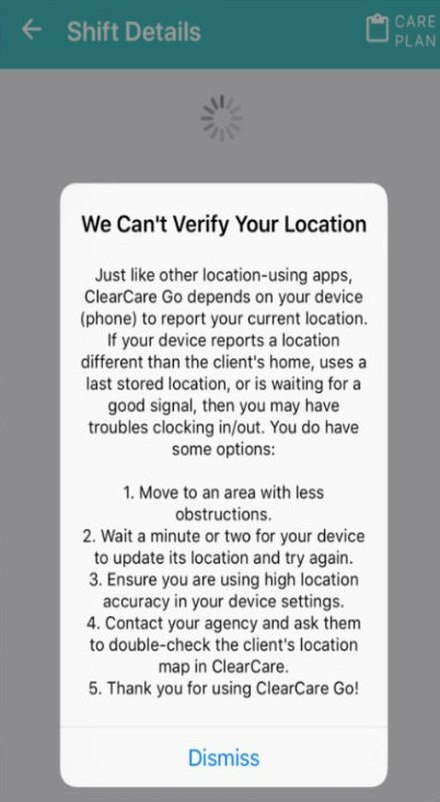 Shift Details
CARE
PLAN
We Can't Verify Your Location
Just like other location-using apps,
ClearCare Go depends on your device
(phone) to report your current location.
If your device reports a location
different than the client's home, uses a
last stored location, or is waiting for a
good signal, then you may have
troubles clocking in/out. You do have
some options:
1. Move to an area with less
obstructions.
2. Wait a minute or two for your device
to update its location and try again.
3. Ensure you are using high location
accuracy in your device settings.
4. Contact your agency and ask them
to double-check the client's location
map in ClearCare.
5. Thank you for using ClearCare Go!
Dismiss